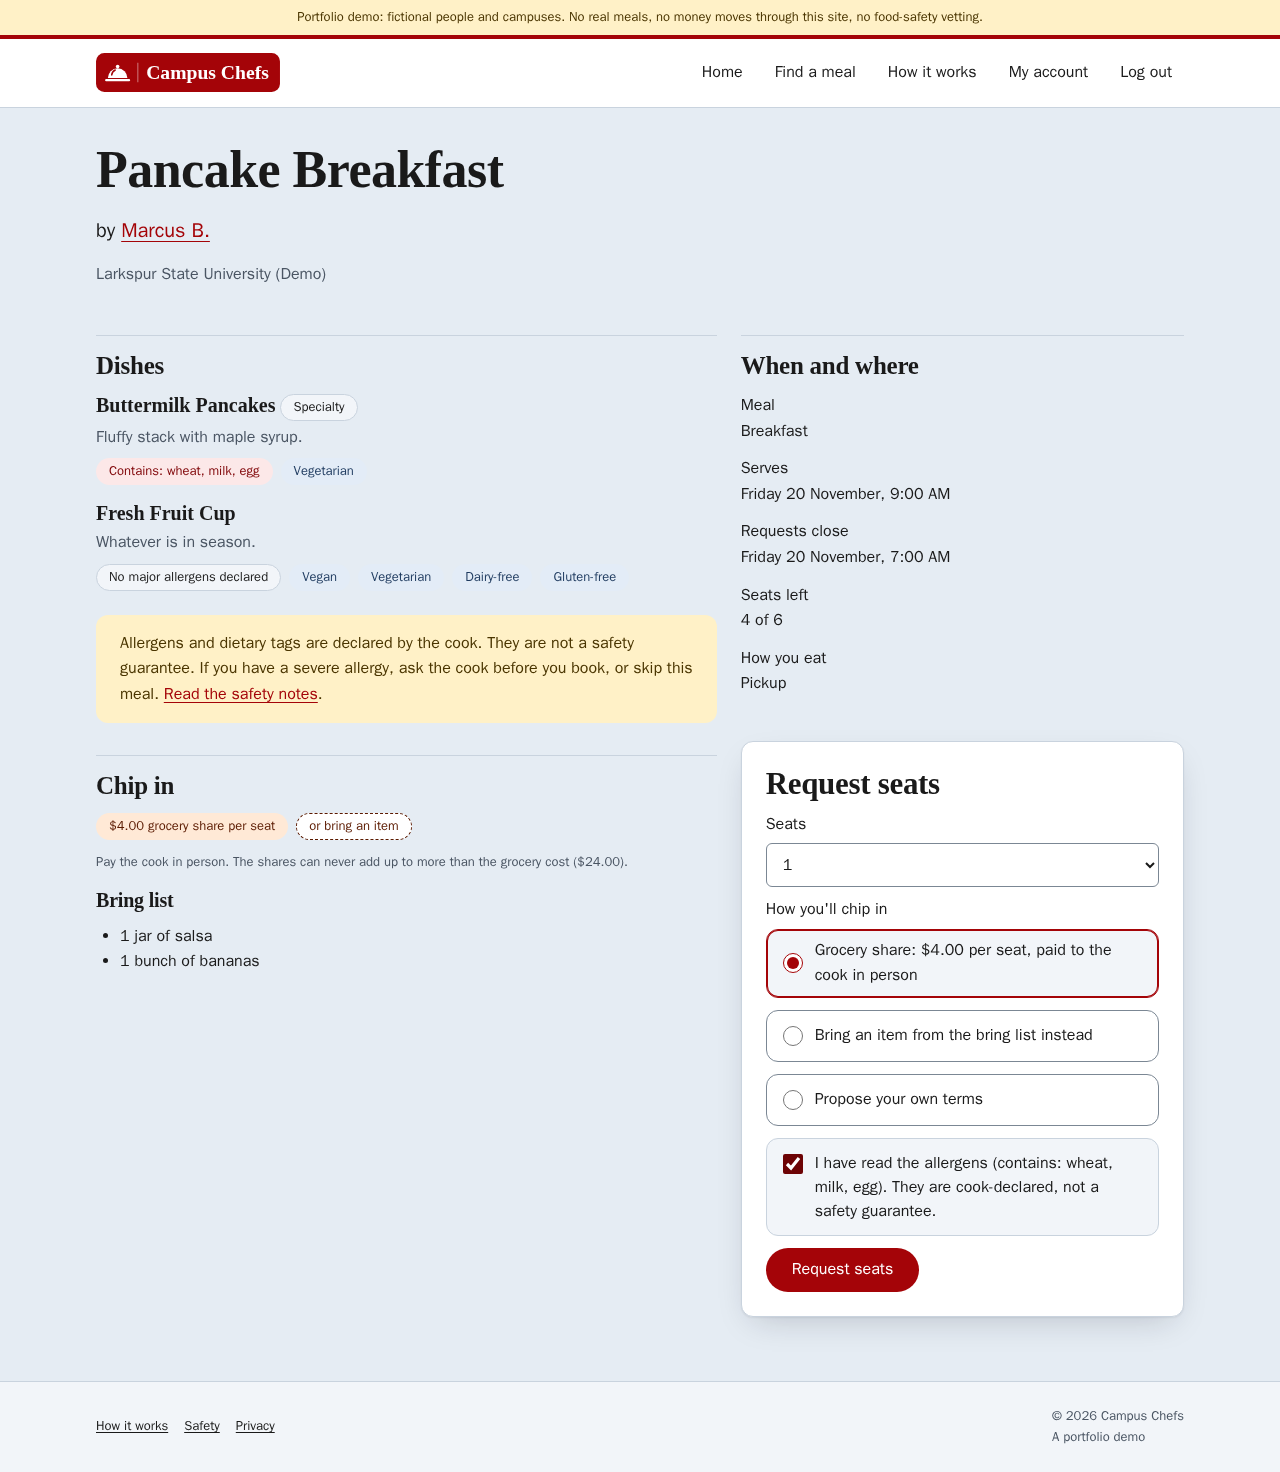 Portfolio demo: fictional people and campuses. No real meals, no money moves through this site, no food-safety vetting.
Campus Chefs
Home
Find a meal
How it works
My account
Log out
Pancake Breakfast
by Marcus B.
Larkspur State University (Demo)
Dishes
Buttermilk Pancakes Specialty
Fluffy stack with maple syrup.
Contains: wheat, milk, egg
Vegetarian
Fresh Fruit Cup
Whatever is in season.
No major allergens declared
Vegan
Vegetarian
Dairy-free
Gluten-free
Allergens and dietary tags are declared by the cook. They are not a safety
guarantee. If you have a severe allergy, ask the cook before you book, or skip this
meal. Read the safety notes.
Chip in
$4.00 grocery share per seat
or bring an item
Pay the cook in person. The shares can never add up to more than the grocery cost ($24.00).
Bring list
1 jar of salsa
1 bunch of bananas
When and where
Meal
Breakfast
Serves
Friday 20 November, 9:00 AM
Requests close
Friday 20 November, 7:00 AM
Seats left
4 of 6
How you eat
Pickup
Request seats
Seats
1
How you'll chip in
Grocery share: $4.00 per seat, paid to the
cook in person
Bring an item from the bring list instead
Propose your own terms
I have read the allergens (contains: wheat,
milk, egg). They are cook-declared, not a
safety guarantee.
Request seats
How it works
Safety
Privacy
© 2026 Campus Chefs
A portfolio demo